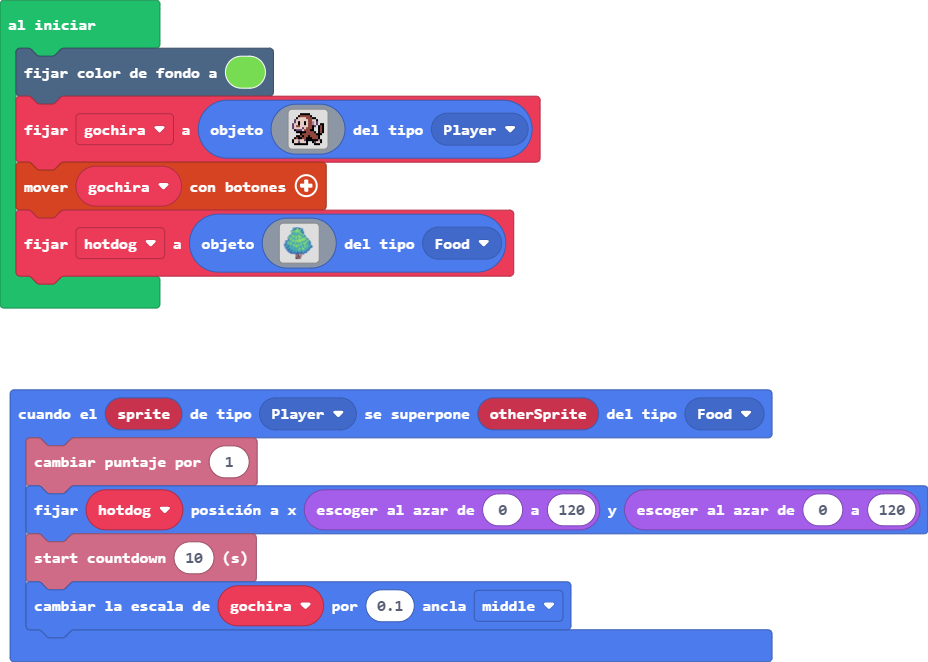 al iniciar
fijar color de fondo a
fijar gochira a objeto del tipo Player
mover gochira con botones
fijar hotdog a objeto del tipo Food
cuando el sprite de tipo Player se superpone otherSprite del tipo Food
cambiar puntaje por 1
fijar hotdog posición a x escoger al azar de 0 a 120 y escoger al azar de 0 a 120
start countdown 10 (s)
cambiar la escala de gochira por 0.1 ancla middle